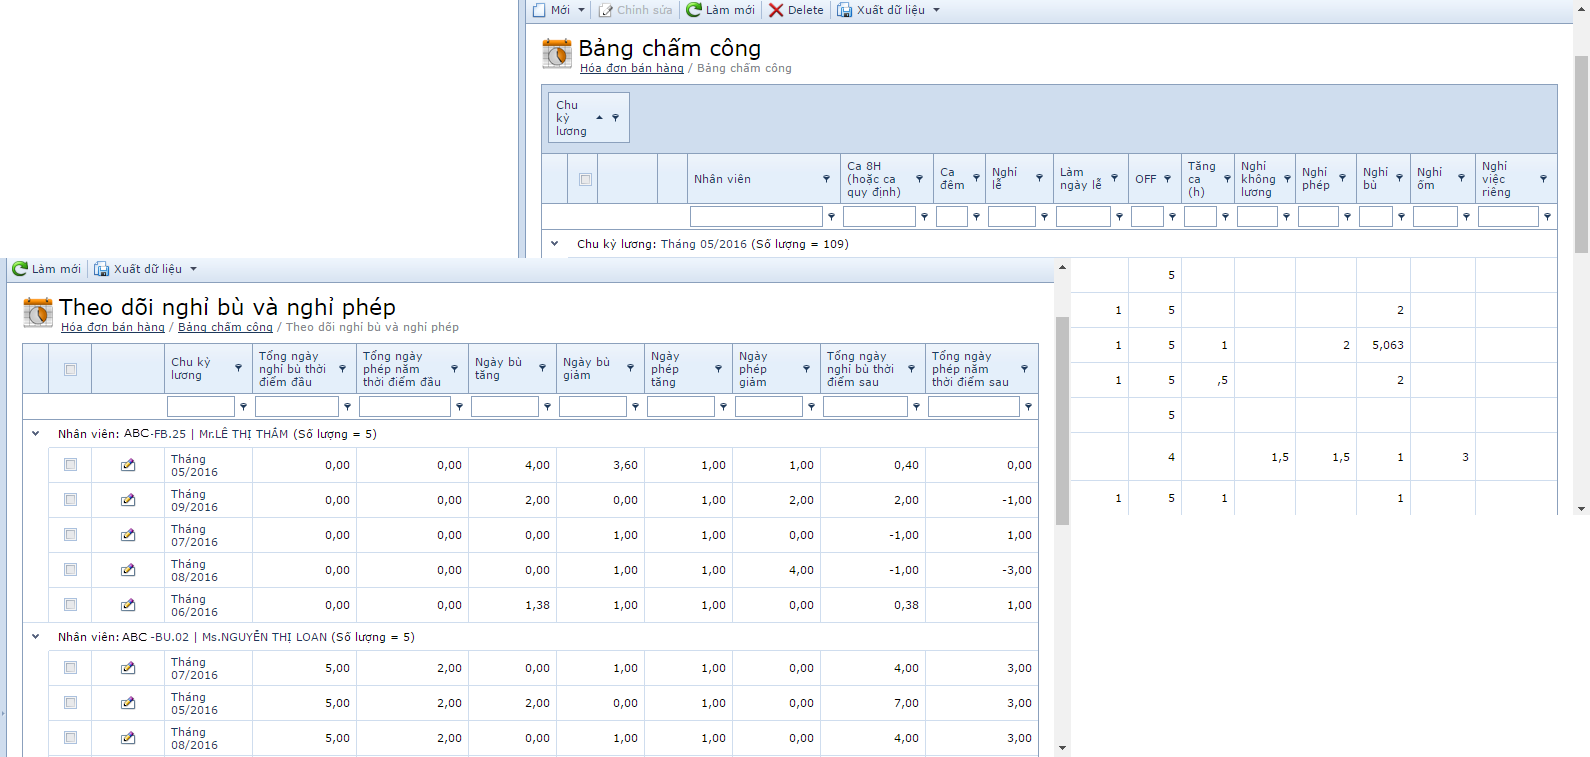 Mới Chỉnh sửa Làm mới Delete Xuất dữ liệu
Bảng chấm công
Hóa đơn bán hàng / Bảng chấm công
Chu
kỳ
lương
Nhân viên
Ca 8H
(hoặc ca
quy định)
Ca
đêm
Nghỉ
lễ
Làm
ngày lễ
OFF
Tăng
ca
(h)
Nghỉ
không
lương
Nghỉ
phép
Nghỉ
bù
Nghỉ
ốm
Nghỉ
việc
riêng
Chu kỳ lương: Tháng 05/2016 (Số lượng = 109)
5
1 5 2
1 5 1 2 5,063
1 5 ,5 2
5
4 1,5 1,5 1 3
1 5 1 1
Làm mới Xuất dữ liệu
Theo dõi nghỉ bù và nghỉ phép
Hóa đơn bán hàng / Bảng chấm công / Theo dõi nghỉ bù và nghỉ phép
Chu kỳ
lương
Tổng ngày
nghỉ bù thời
điểm đầu
Tổng ngày
phép năm
thời điểm đầu
Ngày bù
tăng
Ngày bù
giảm
Ngày
phép
tăng
Ngày
phép
giảm
Tổng ngày
nghỉ bù thời
điểm sau
Tổng ngày
phép năm
thời điểm sau
Nhân viên: ABC-FB.25 | Mr.LÊ THỊ THẮM (Số lượng = 5)
Tháng
05/2016 0,00 0,00 4,00 3,60 1,00 1,00 0,40 0,00
Tháng
09/2016 0,00 0,00 2,00 0,00 1,00 2,00 2,00 -1,00
Tháng
07/2016 0,00 0,00 0,00 1,00 1,00 0,00 -1,00 1,00
Tháng
08/2016 0,00 0,00 0,00 1,00 1,00 4,00 -1,00 -3,00
Tháng
06/2016 0,00 0,00 1,38 1,00 1,00 0,00 0,38 1,00
Nhân viên: ABC -BU.02 | Ms.NGUYỄN THỊ LOAN (Số lượng = 5)
Tháng
07/2016 5,00 2,00 0,00 1,00 1,00 0,00 4,00 3,00
Tháng
05/2016 5,00 2,00 2,00 0,00 1,00 0,00 7,00 3,00
Tháng
08/2016 5,00 2,00 0,00 1,00 1,00 0,00 4,00 3,00